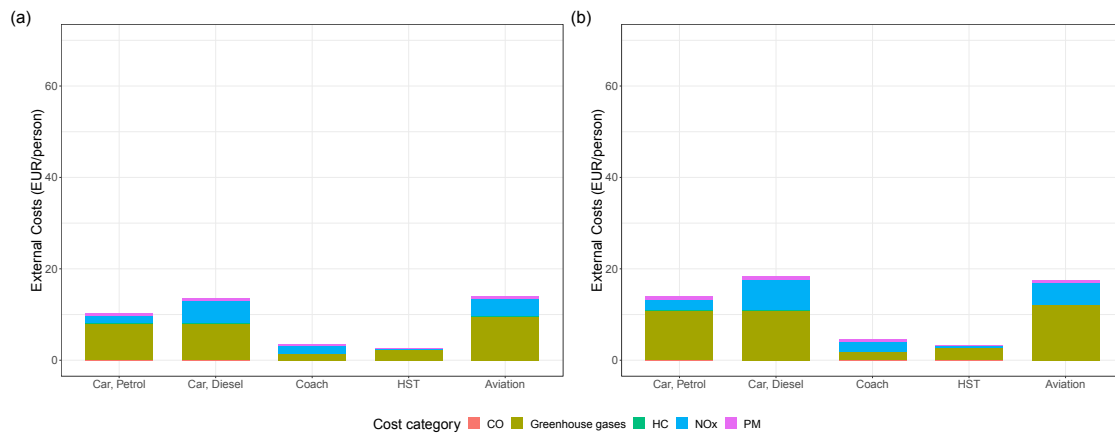 (a)
External Costs (EUR/person)
60
40
20
0
Car, Petrol Car, Diesel Coach HST Aviation
(b)
External Costs (EUR/person)
60
40
20
0
Car, Petrol Car, Diesel Coach HST Aviation
Cost category CO Greenhouse gases HC NOx PM